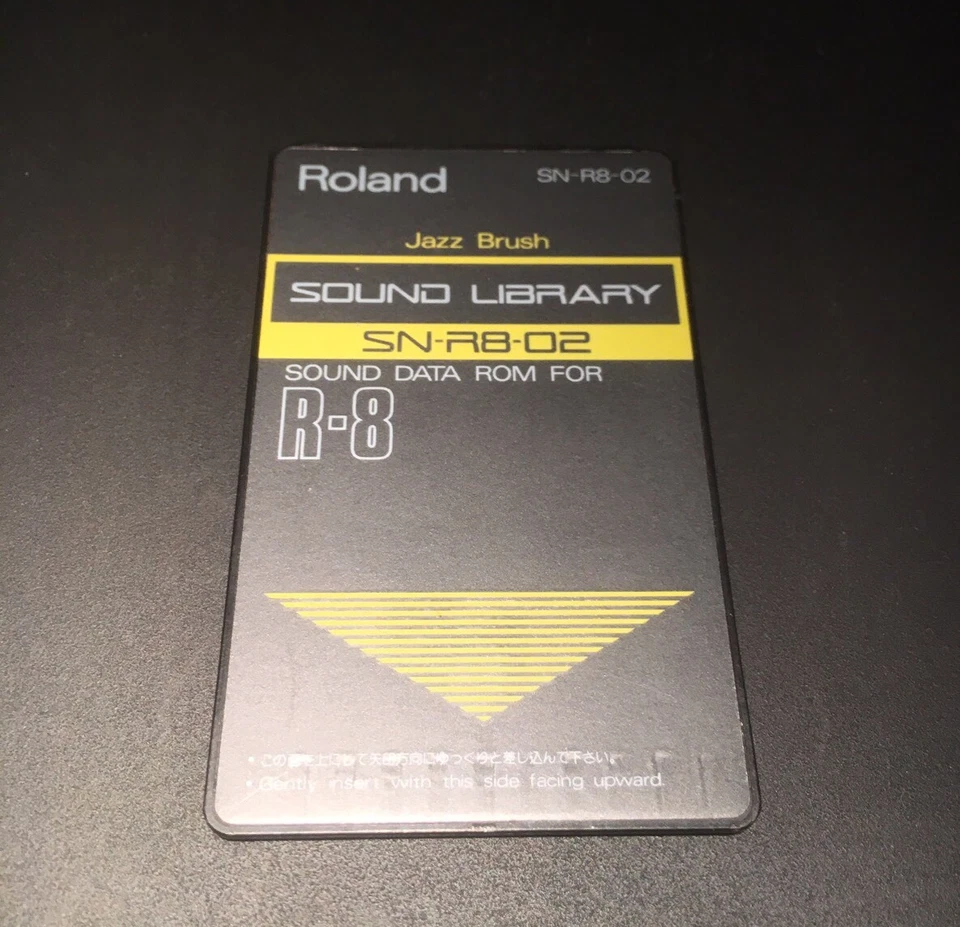 Roland SN-R8-02
Jazz Brush
SOUND LIBRARY
SN-R8-02
SOUND DATA ROM FOR
R-8
• この面を上にして矢印方向にゆっくりと差し込んで下さい。
• Gently insert with this side facing upward.